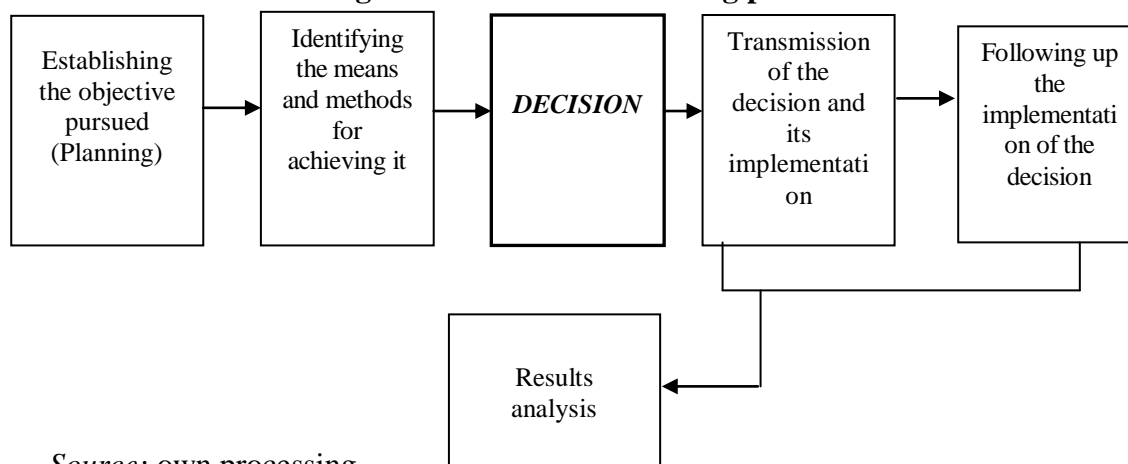 Establishing
the objective
pursued
(Planning)
Identifying
the means
and methods
for
achieving it
DECISION
Transmission
of the
decision and
its
implementati
on
Following up
the
implementati
on of the
decision
Results
analysis
Source: own processing